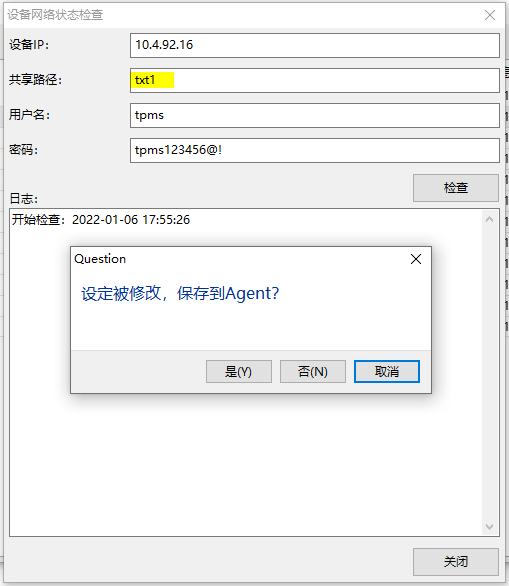 设备网络状态检查
设备IP： 10.4.92.16
共享路径： txt1
用户名： tpms
密码： tpms123456@!
检查
日志：
开始检查：2022-01-06 17:55:26
Question
设定被修改，保存到Agent?
是(Y) 否(N) 取消
关闭